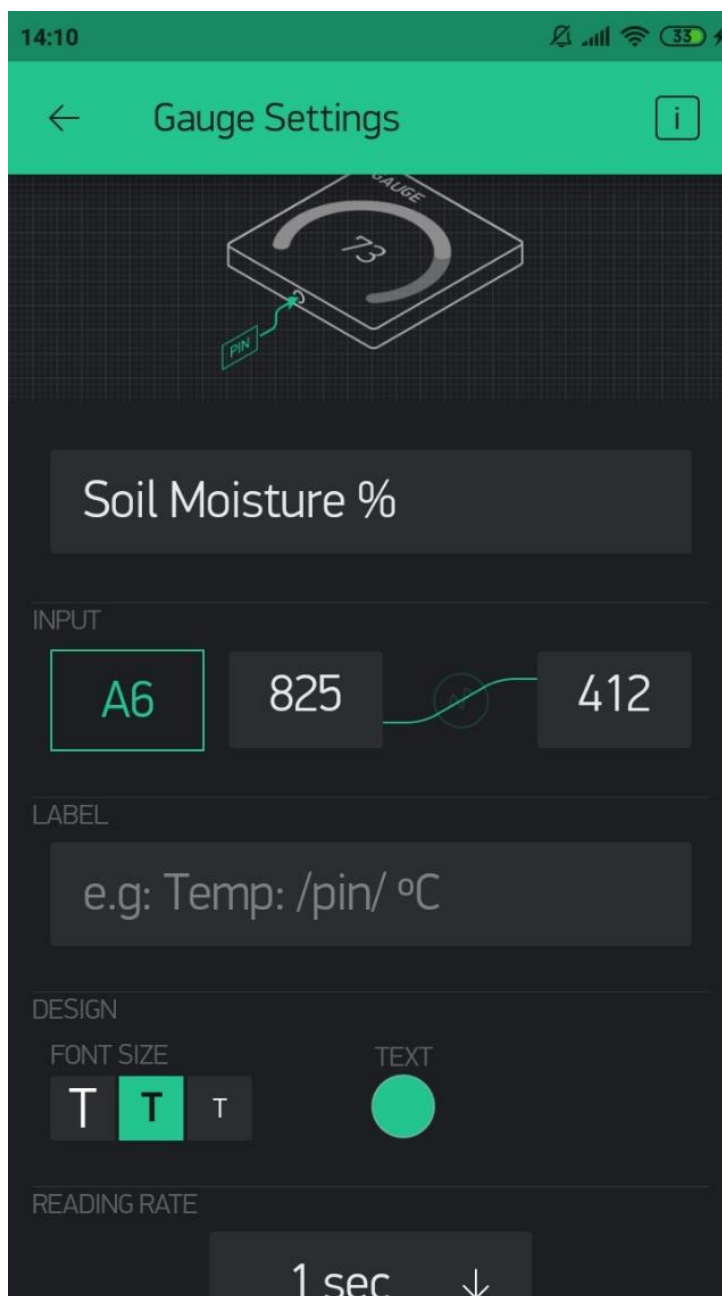 14:10
33
Gauge Settings
i
GAUGE
73
PIN
Soil Moisture %
INPUT
A6 825 412
LABEL
e.g: Temp: /pin/ ºC
DESIGN
FONT SIZE TEXT
T T T
READING RATE
1 sec